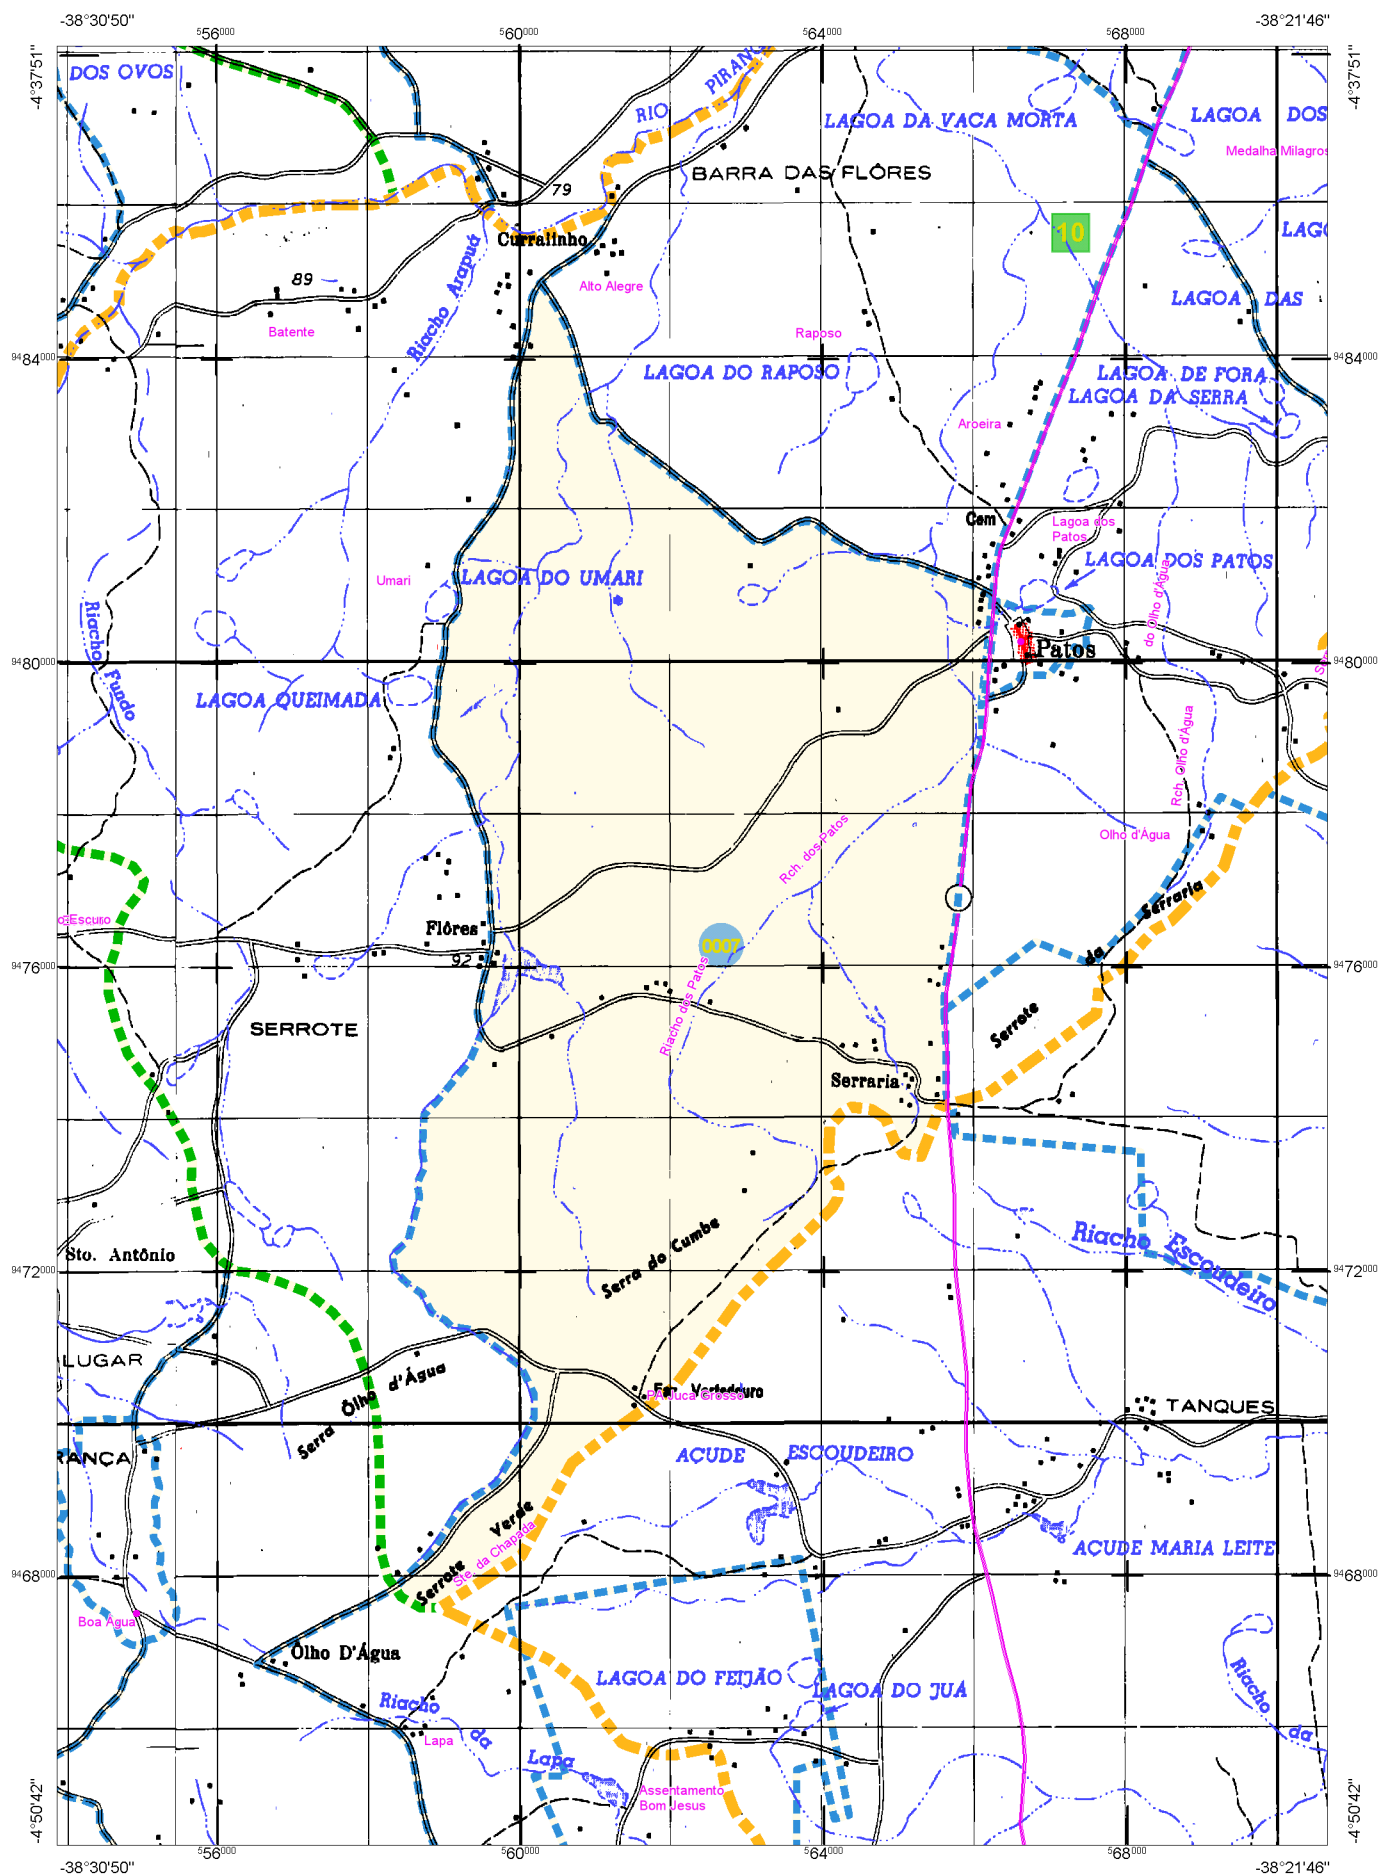 -38°30'50"
-38°21'46"
556000
560000
564000
568000
-4°37'51"
-4°37'51"
DOS OVOS
RIO
LAGOA DA VACA MORTA
LAGOA DOS
Medalha Milagros
BARRA DAS FLÔRES
79
10
Curralinho
Riacho Arapuá
89
Alto Alegre
LAGOA DAS
Batente
Raposo
9484000
9484000
LAGOA DO RAPOSO
LAGOA DE FORA
LAGOA DA SERRA
Aroeira
Cem
Lagoa dos
Patos
LAGOA DOS PATOS
Umari
LAGOA DO UMARI
do Olho d'Água
Riacho Fundo
Patos
9480000
9480000
LAGOA QUEIMADA
Rch. Olho d'Água
Rch. dos Patos
Olho d'Água
Serraria
o Escuro
Flôres
92
0007
da
9476000
9476000
Riacho dos Patos
Serrote
SERROTE
Serraria
Sto. Antônio
Serra do Cumbe
Riacho Escoudeiro
9472000
9472000
LUGAR
Serra Ôlho d'Água
PA Juca Grosso
TANQUES
RANÇA
AÇUDE ESCOUDEIRO
Serrote Verde
Ste. da Chapada
AÇUDE MARIA LEITE
9468000
9468000
Boa Água
Ôlho D'Água
LAGOA DO FEIJÃO
LAGOA DO JUÁ
Riacho da Lapa
Riacho da
Lapa
Assentamento
Bom Jesus
-4°50'42"
-4°50'42"
556000
560000
564000
568000
-38°30'50"
-38°21'46"